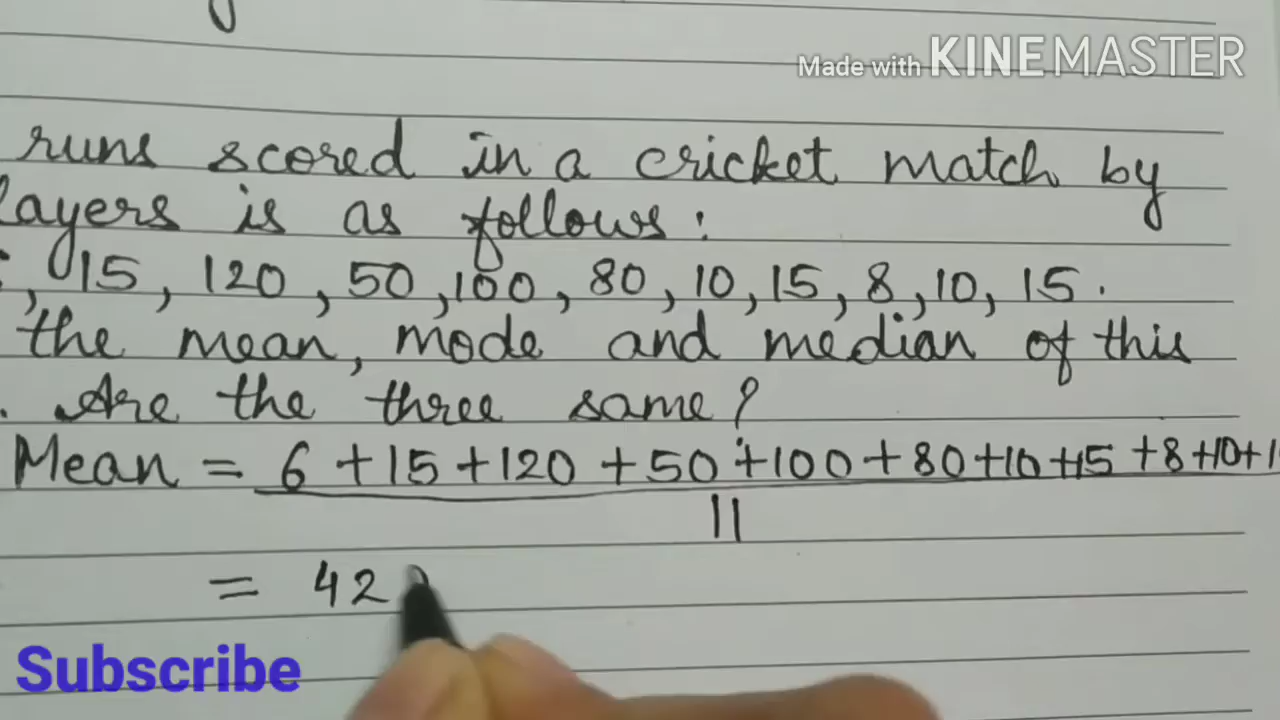 Made with KINEMASTER
runs scored in a cricket match by
layers is as follows:
, 15, 120, 50, 100, 80, 10, 15, 8, 10, 15.
the mean, mode and median of this
. Are the three same?
Mean = 6 + 15 + 120 + 50 + 100 + 80 + 10 + 15 + 8 + 10 + 1
11
= 42
Subscribe